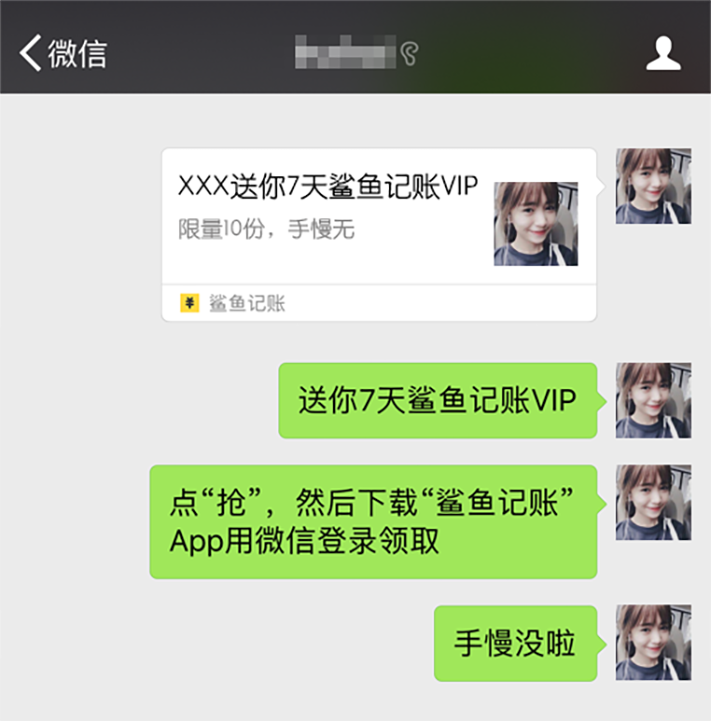 微信
XXX送你7天鲨鱼记账VIP
限量10份，手慢无
¥ 鲨鱼记账
送你7天鲨鱼记账VIP
点“抢”，然后下载“鲨鱼记账”
App用微信登录领取
手慢没啦